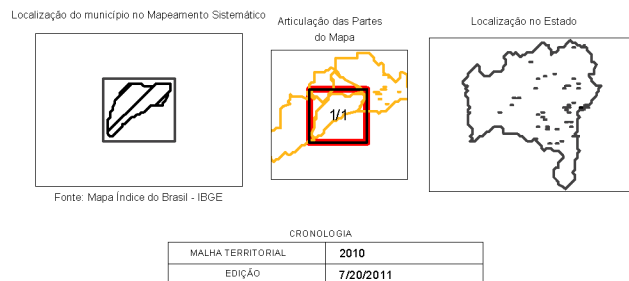 Localização do município no Mapeamento Sistemático
Articulação das Partes
do Mapa
Localização no Estado
1/1
Fonte: Mapa Índice do Brasil - IBGE
CRONOLOGIA
MALHA TERRITORIAL 2010
EDIÇÃO 7/20/2011